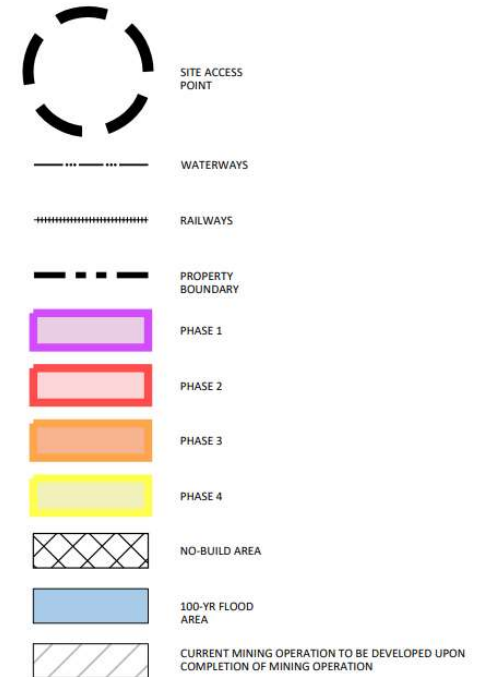 SITE ACCESS
POINT
WATERWAYS
RAILWAYS
PROPERTY
BOUNDARY
PHASE 1
PHASE 2
PHASE 3
PHASE 4
NO-BUILD AREA
100-YR FLOOD
AREA
CURRENT MINING OPERATION TO BE DEVELOPED UPON
COMPLETION OF MINING OPERATION